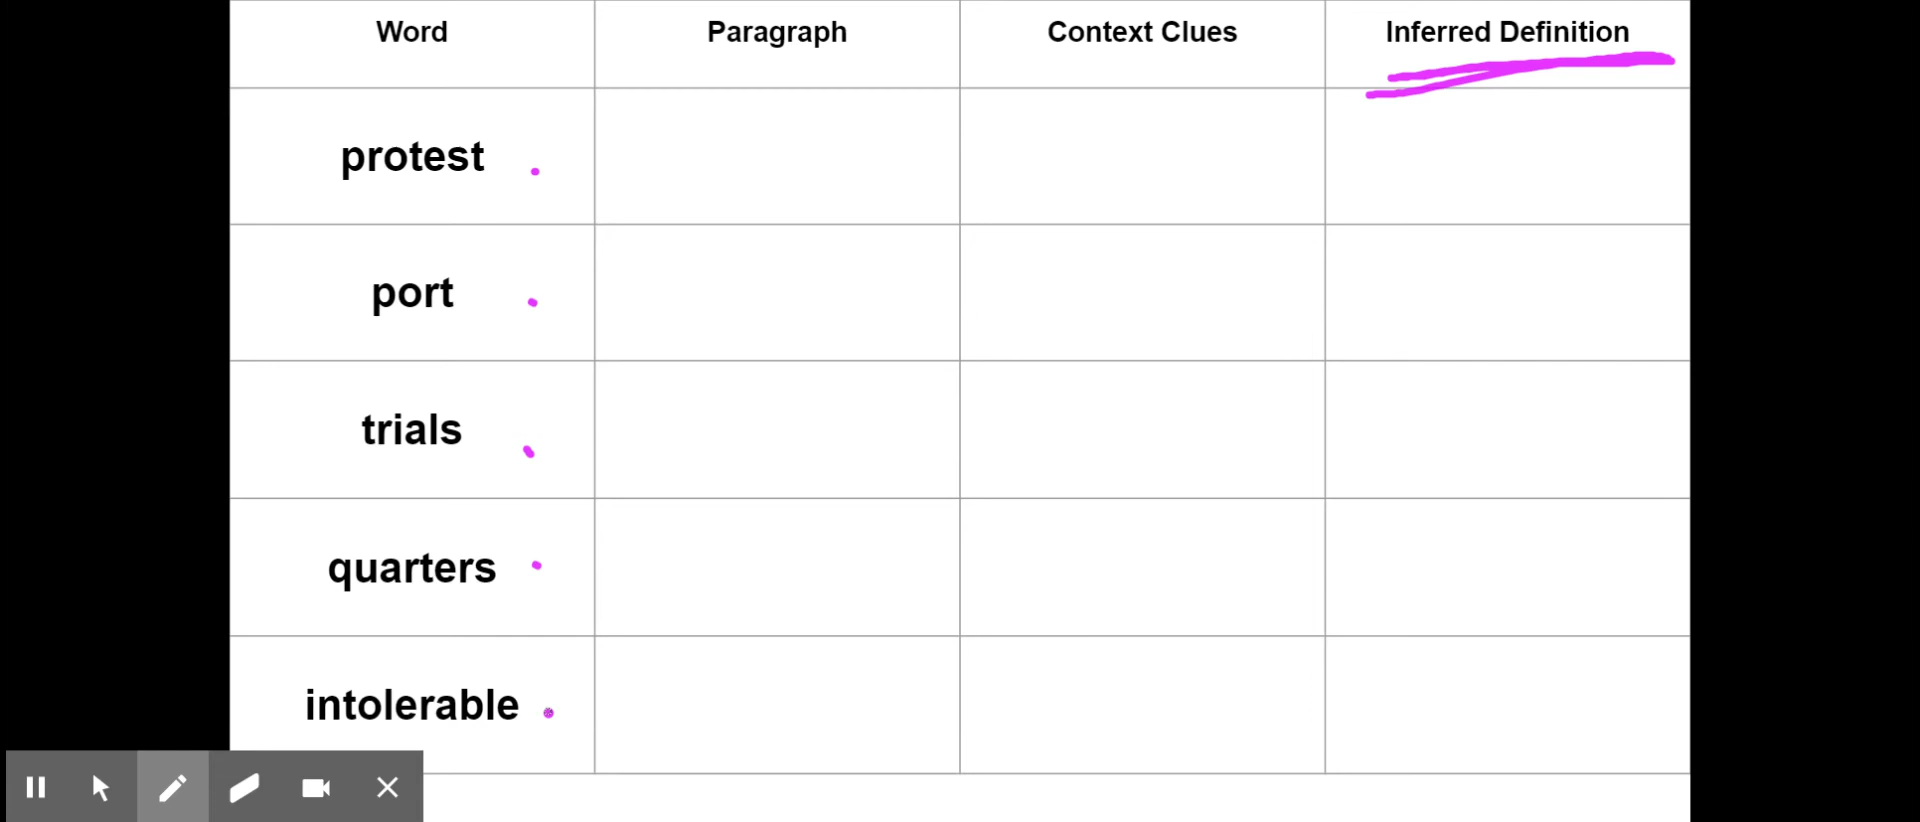 Word Paragraph Context Clues Inferred Definition
protest
port
trials
quarters
intolerable